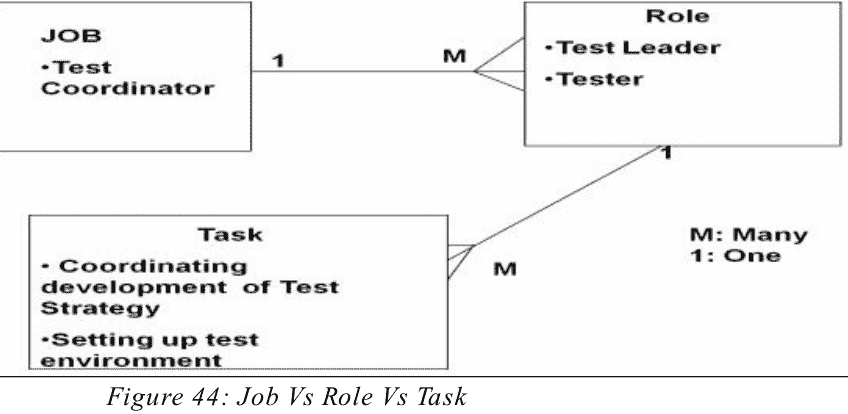 JOB
•Test
Coordinator
1
M
Role
•Test Leader
•Tester
1
Task
• Coordinating
development of Test
Strategy
•Setting up test
environment
M
M: Many
1: One
Figure 44: Job Vs Role Vs Task